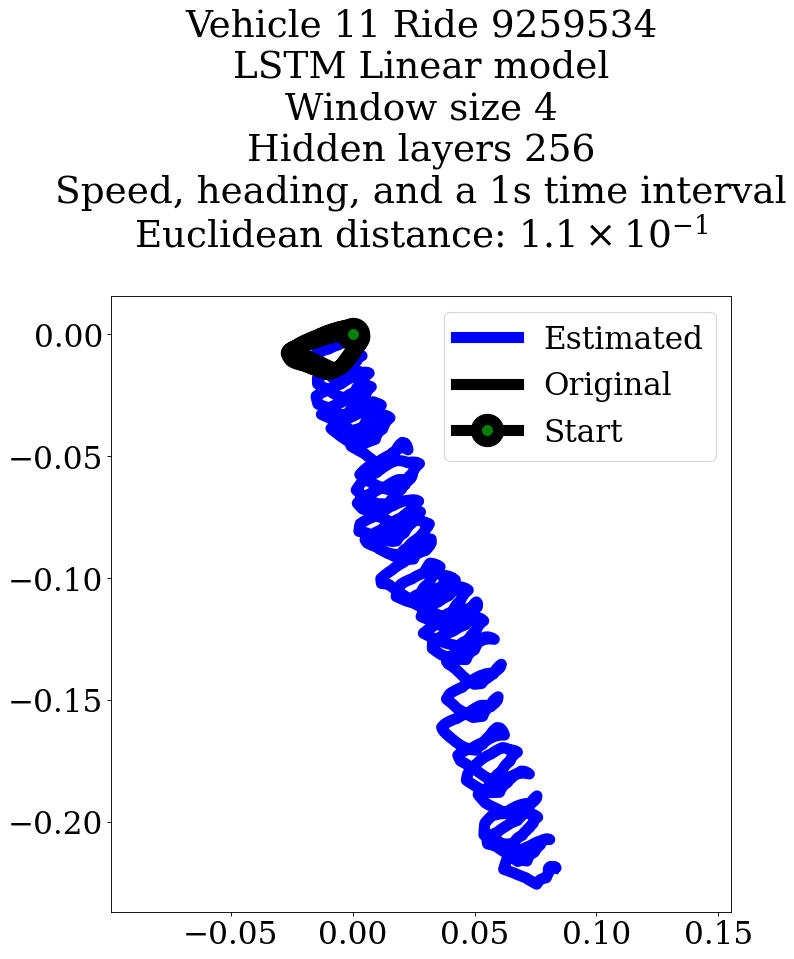 Vehicle 11 Ride 9259534
LSTM Linear model
Window size 4
Hidden layers 256
Speed, heading, and a 1s time interval
Euclidean distance: 1.1 × 10⁻¹
Estimated
Original
Start
0.00
−0.05
−0.10
−0.15
−0.20
−0.05 0.00 0.05 0.10 0.15